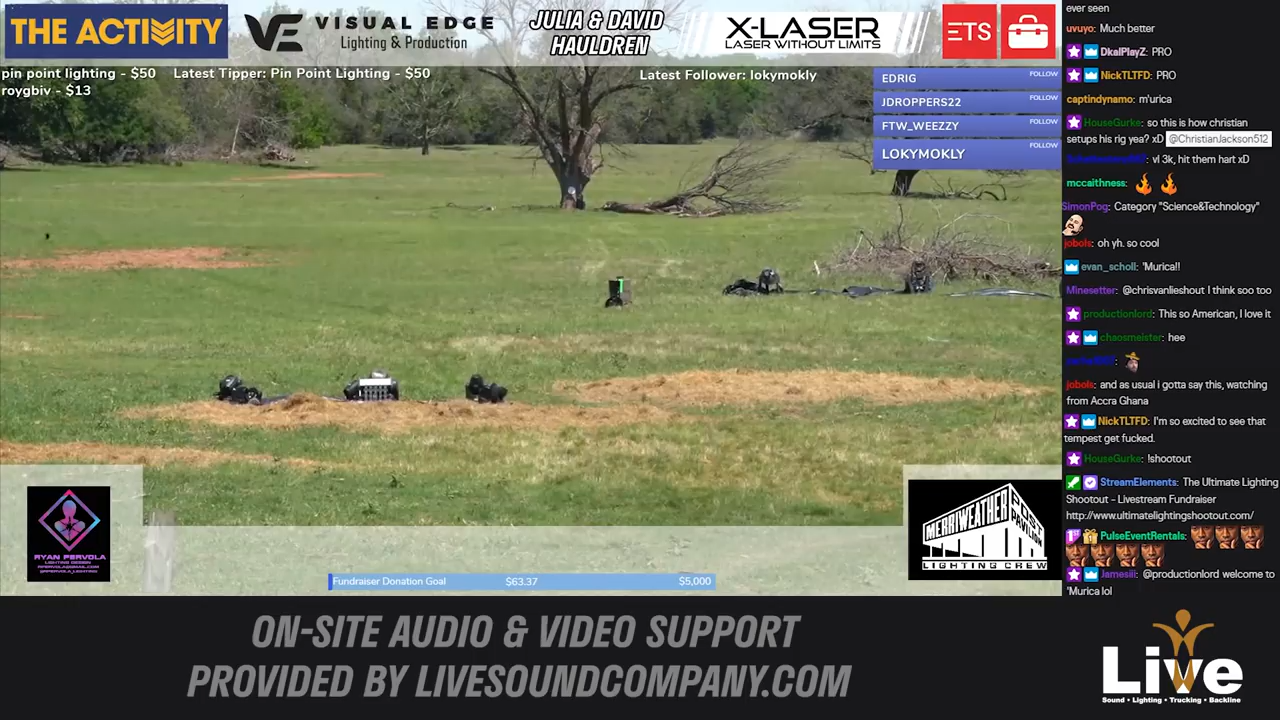 THE ACTIVITY
VE VISUAL EDGE
Lighting & Production
JULIA & DAVID
HAULDREN
X-LASER
LASER WITHOUT LIMITS
ETS
pin point lighting - $50 Latest Tipper: Pin Point Lighting - $50
roygbiv - $13
Latest Follower: lokymokly
EDRIG FOLLOW
JDROPPERS22 FOLLOW
FTW_WEEZZY FOLLOW
LOKYMOKLY FOLLOW
ever seen
uvuyo: Much better
DkalPlayZ: PRO
NickTLTFD: PRO
captindynamo: m'urica
HouseGurke: so this is how christian
setups his rig yea? xD @ChristianJackson512
: vl 3k, hit them hart xD
mccaithness:
SimonPog: Category "Science&Technology"
jobols: oh yh. so cool
evan_scholl: 'Murica!!
Minesetter: @chrisvanlieshout I think soo too
productionlord: This so American, I love it
chaosmeister: hee
jobols: and as usual i gotta say this, watching
from Accra Ghana
NickTLTFD: I'm so excited to see that
tempest get fucked.
HouseGurke: !shootout
StreamElements: The Ultimate Lighting
Shootout - Livestream Fundraiser
http://www.ultimatelightingshootout.com/
PulseEventRentals:
Jamesiii: @productionlord welcome to
'Murica lol
RYAN PERVOLA
LIGHTING DESIGN
MERRIWEATHER
POST
PAVILION
LIGHTING CREW
Fundraiser Donation Goal $63.37 $5,000
ON-SITE AUDIO & VIDEO SUPPORT
PROVIDED BY LIVESOUNDCOMPANY.COM
Live
Sound • Lighting • Trucking • Backline